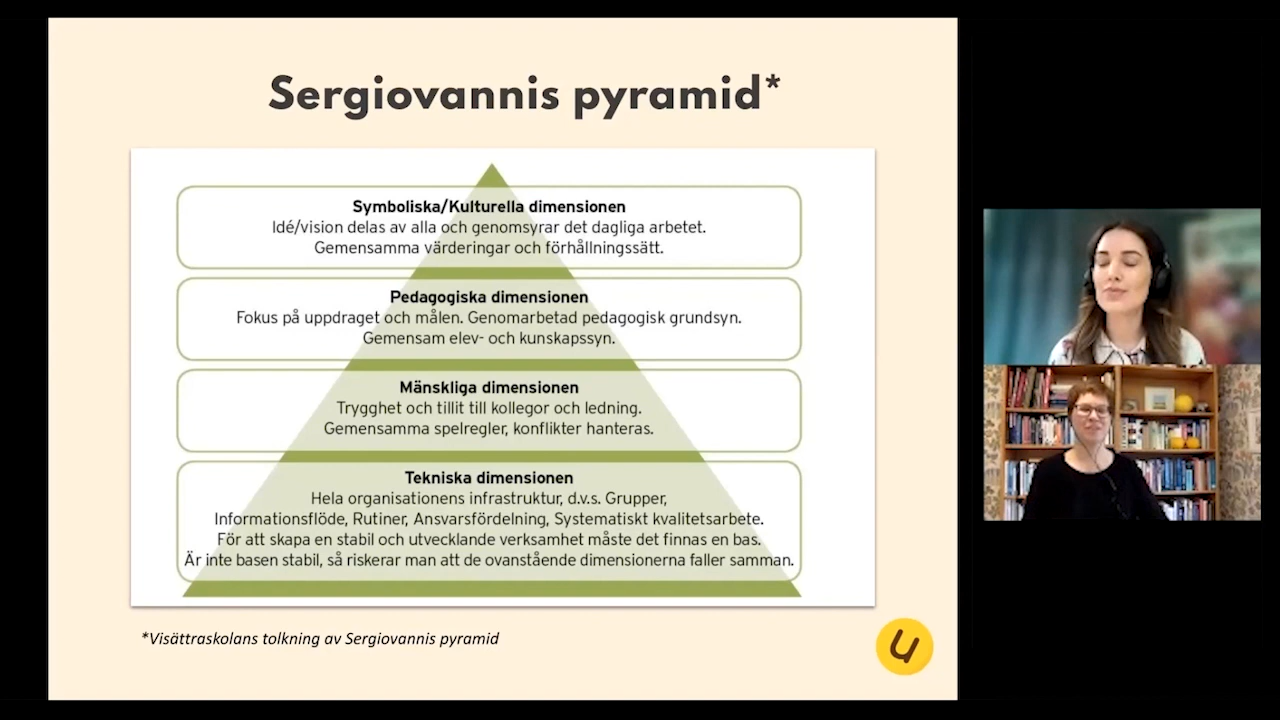 Sergiovannis pyramid*
Symboliska/Kulturella dimensionen
Idé/vision delas av alla och genomsyrar det dagliga arbetet.
Gemensamma värderingar och förhållningssätt.
Pedagogiska dimensionen
Fokus på uppdraget och målen. Genomarbetad pedagogisk grundsyn.
Gemensam elev- och kunskapssyn.
Mänskliga dimensionen
Trygghet och tillit till kollegor och ledning.
Gemensamma spelregler, konflikter hanteras.
Tekniska dimensionen
Hela organisationens infrastruktur, d.v.s. Grupper,
Informationsflöde, Rutiner, Ansvarsfördelning, Systematiskt kvalitetsarbete.
För att skapa en stabil och utvecklande verksamhet måste det finnas en bas.
Är inte basen stabil, så riskerar man att de ovanstående dimensionerna faller samman.
*Visättraskolans tolkning av Sergiovannis pyramid
u